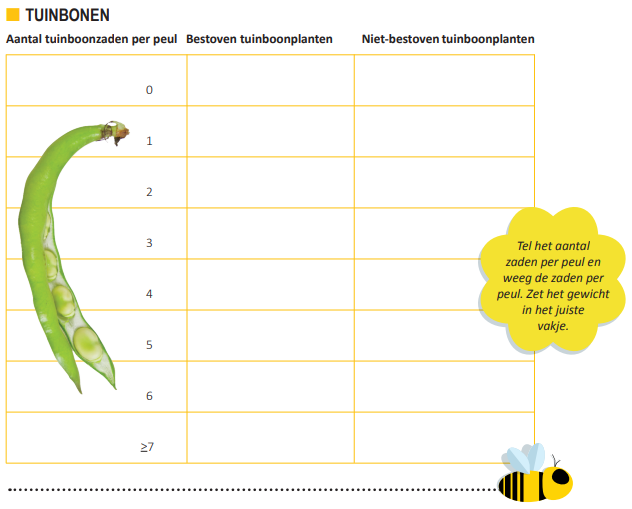 TUINBONEN
Aantal tuinboonzaden per peul Bestoven tuinboonplanten Niet-bestoven tuinboonplanten
0
1
2
3
Tel het aantal
zaden per peul en
weeg de zaden per
peul. Zet het gewicht
in het juiste
vakje.
4
5
6
≥7